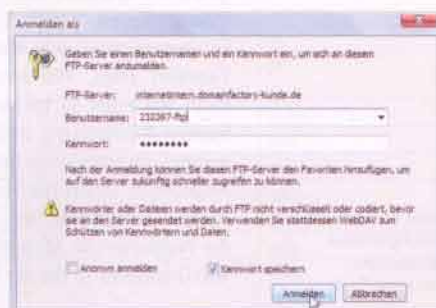 Anmelden als
Geben Sie einen Benutzernamen und ein Kennwort ein, um sich an diesem
FTP-Server anzumelden.
FTP-Server: internetintern.domainfactory-kunde.de
Benutzername: 232367-ftp
Kennwort: ••••••••
Nach der Anmeldung können Sie diesen FTP-Server den Favoriten hinzufügen, um
auf den Server zukünftig schneller zugreifen zu können.
Kennwörter oder Dateien werden durch FTP nicht verschlüsselt oder codiert, bevor
sie an den Server gesendet werden. Verwenden Sie stattdessen WebDAV zum
Schützen von Kennwörtern und Daten.
Anonym anmelden
Kennwort speichern
Anmelden
Abbrechen